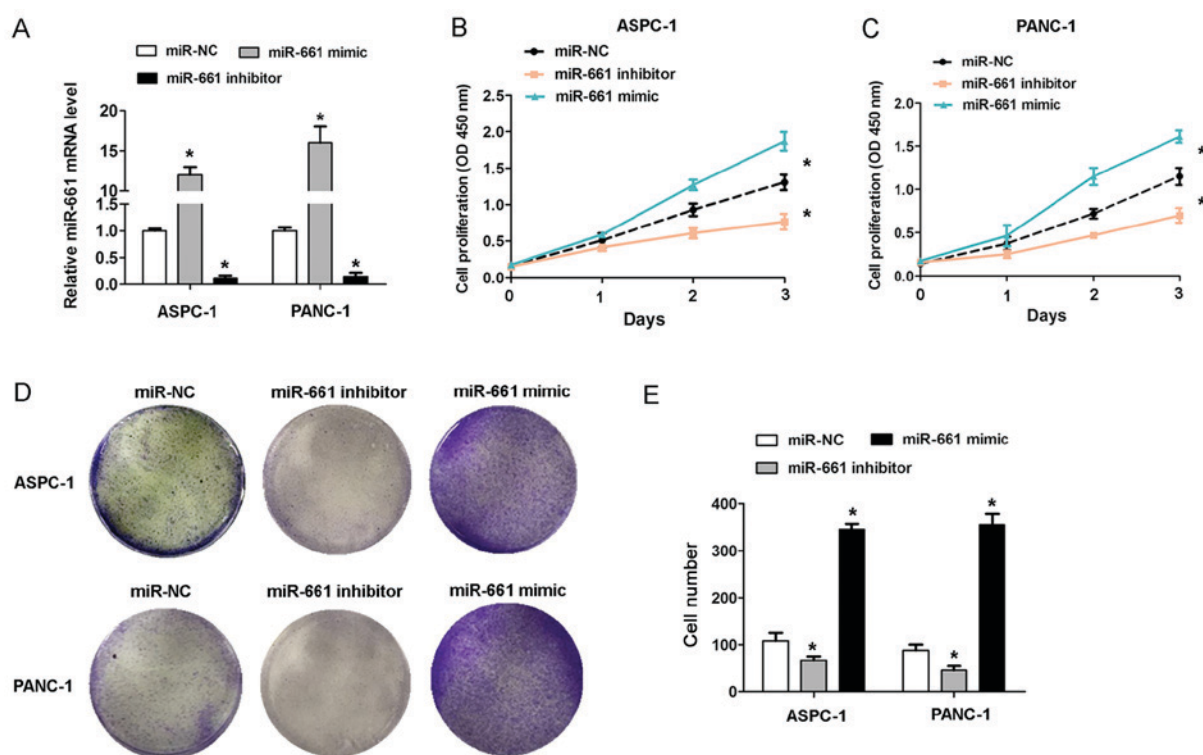 A
miR-NC miR-661 mimic
miR-661 inhibitor
Relative miR-661 mRNA level
20
15
10
1.5
1.0
0.5
0.0
* * * *
ASPC-1 PANC-1
B
ASPC-1
miR-NC
miR-661 inhibitor
miR-661 mimic
Cell proliferation (OD 450 nm)
2.5
2.0
1.5
1.0
0.5
0.0
*
*
0 1 2 3
Days
C
PANC-1
miR-NC
miR-661 inhibitor
miR-661 mimic
Cell proliferation (OD 450 nm)
2.0
1.5
1.0
0.5
0.0
*
*
0 1 2 3
Days
D
miR-NC miR-661 inhibitor miR-661 mimic
ASPC-1
miR-NC miR-661 inhibitor miR-661 mimic
PANC-1
E
miR-NC miR-661 mimic
miR-661 inhibitor
Cell number
400
300
200
100
0
* * * *
ASPC-1 PANC-1